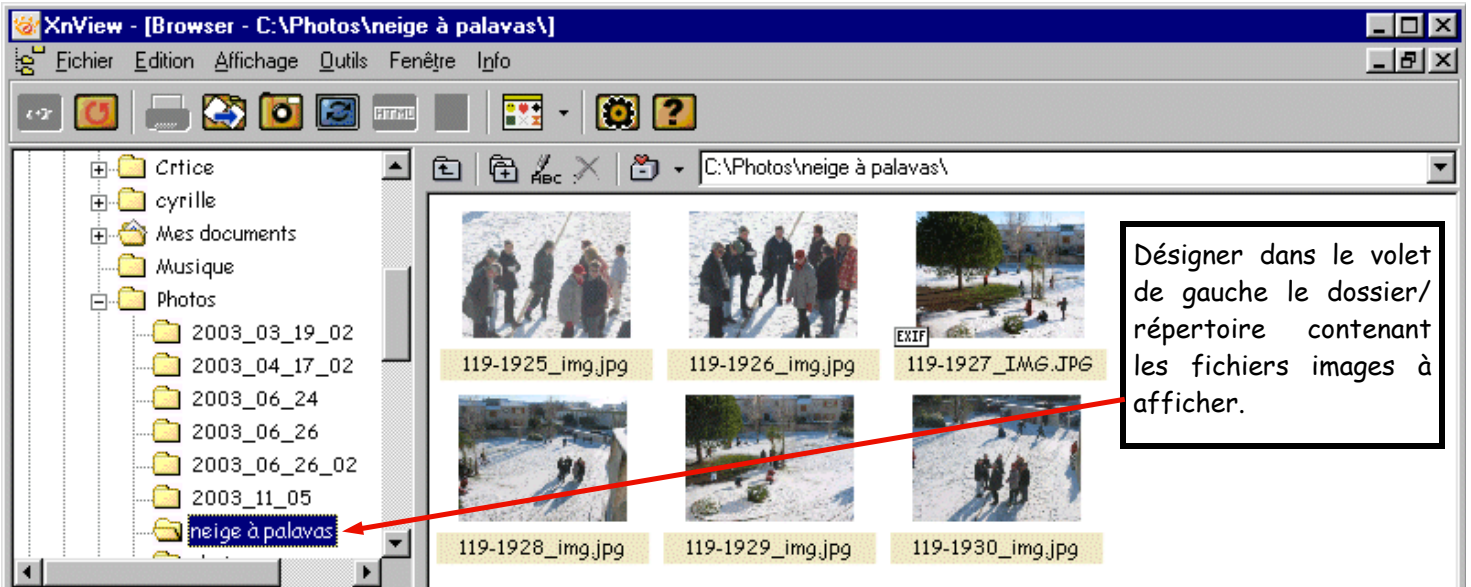 XnView - [Browser - C:\Photos\neige à palavas\]
Fichier Edition Affichage Outils Fenêtre Info
HTML
ABC
C:\Photos\neige à palavas\
Crtice
cyrille
Mes documents
Musique
Photos
2003_03_19_02
2003_04_17_02
2003_06_24
2003_06_26
2003_06_26_02
2003_11_05
neige à palavas
EXIF
119-1925_img.jpg 119-1926_img.jpg 119-1927_IMG.JPG
119-1928_img.jpg 119-1929_img.jpg 119-1930_img.jpg
Désigner dans le volet
de gauche le dossier/
répertoire contenant
les fichiers images à
afficher.